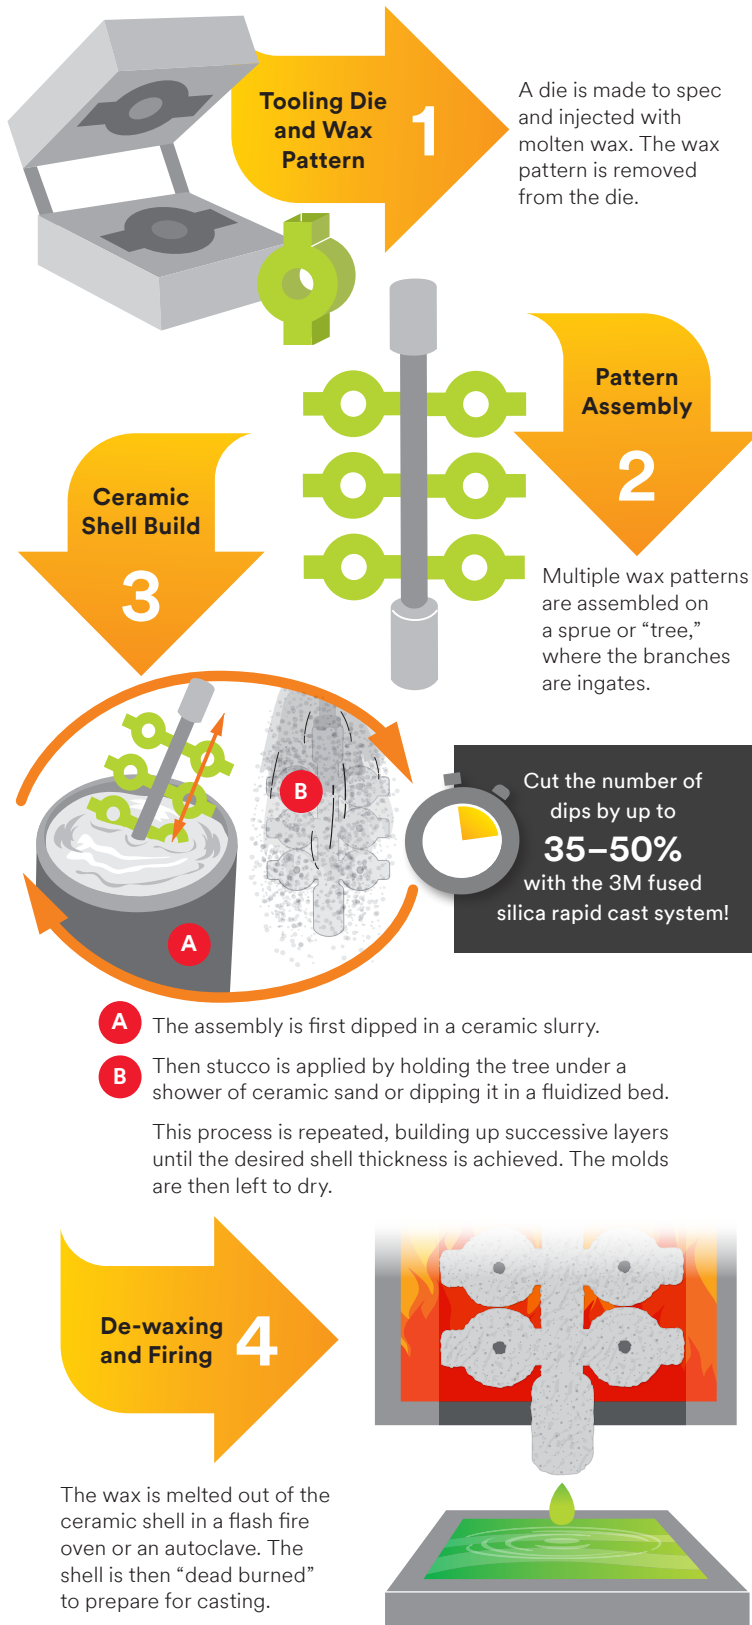 Tooling Die
and Wax
Pattern
1
A die is made to spec
and injected with
molten wax. The wax
pattern is removed
from the die.
Pattern
Assembly
2
Multiple wax patterns
are assembled on
a sprue or “tree,”
where the branches
are ingates.
Ceramic
Shell Build
3
A
B
Cut the number of
dips by up to
35–50%
with the 3M fused
silica rapid cast system!
A The assembly is first dipped in a ceramic slurry.
B Then stucco is applied by holding the tree under a
shower of ceramic sand or dipping it in a fluidized bed.
This process is repeated, building up successive layers
until the desired shell thickness is achieved. The molds
are then left to dry.
De-waxing
and Firing
4
The wax is melted out of the
ceramic shell in a flash fire
oven or an autoclave. The
shell is then “dead burned”
to prepare for casting.